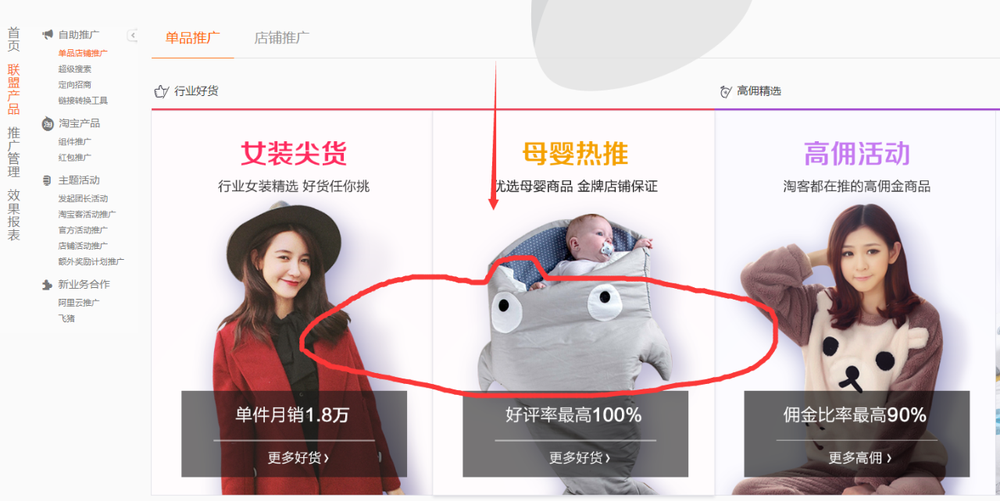 首页
联盟产品
推广管理
效果报表
自助推广
单品店铺推广
超级搜索
定向招商
链接转换工具
淘 淘宝产品
组件推广
红包推广
主题活动
发起团长活动
淘宝客活动推广
官方活动推广
店铺活动推广
额外奖励计划推广
新业务合作
阿里云推广
飞猪
单品推广 店铺推广
行业好货
高佣精选
女装尖货
行业女装精选 好货任你挑
单件月销1.8万
更多好货 ›
母婴热推
优选母婴商品 金牌店铺保证
好评率最高100%
更多好货 ›
高佣活动
淘客都在推的高佣金商品
佣金比率最高90%
更多高佣 ›